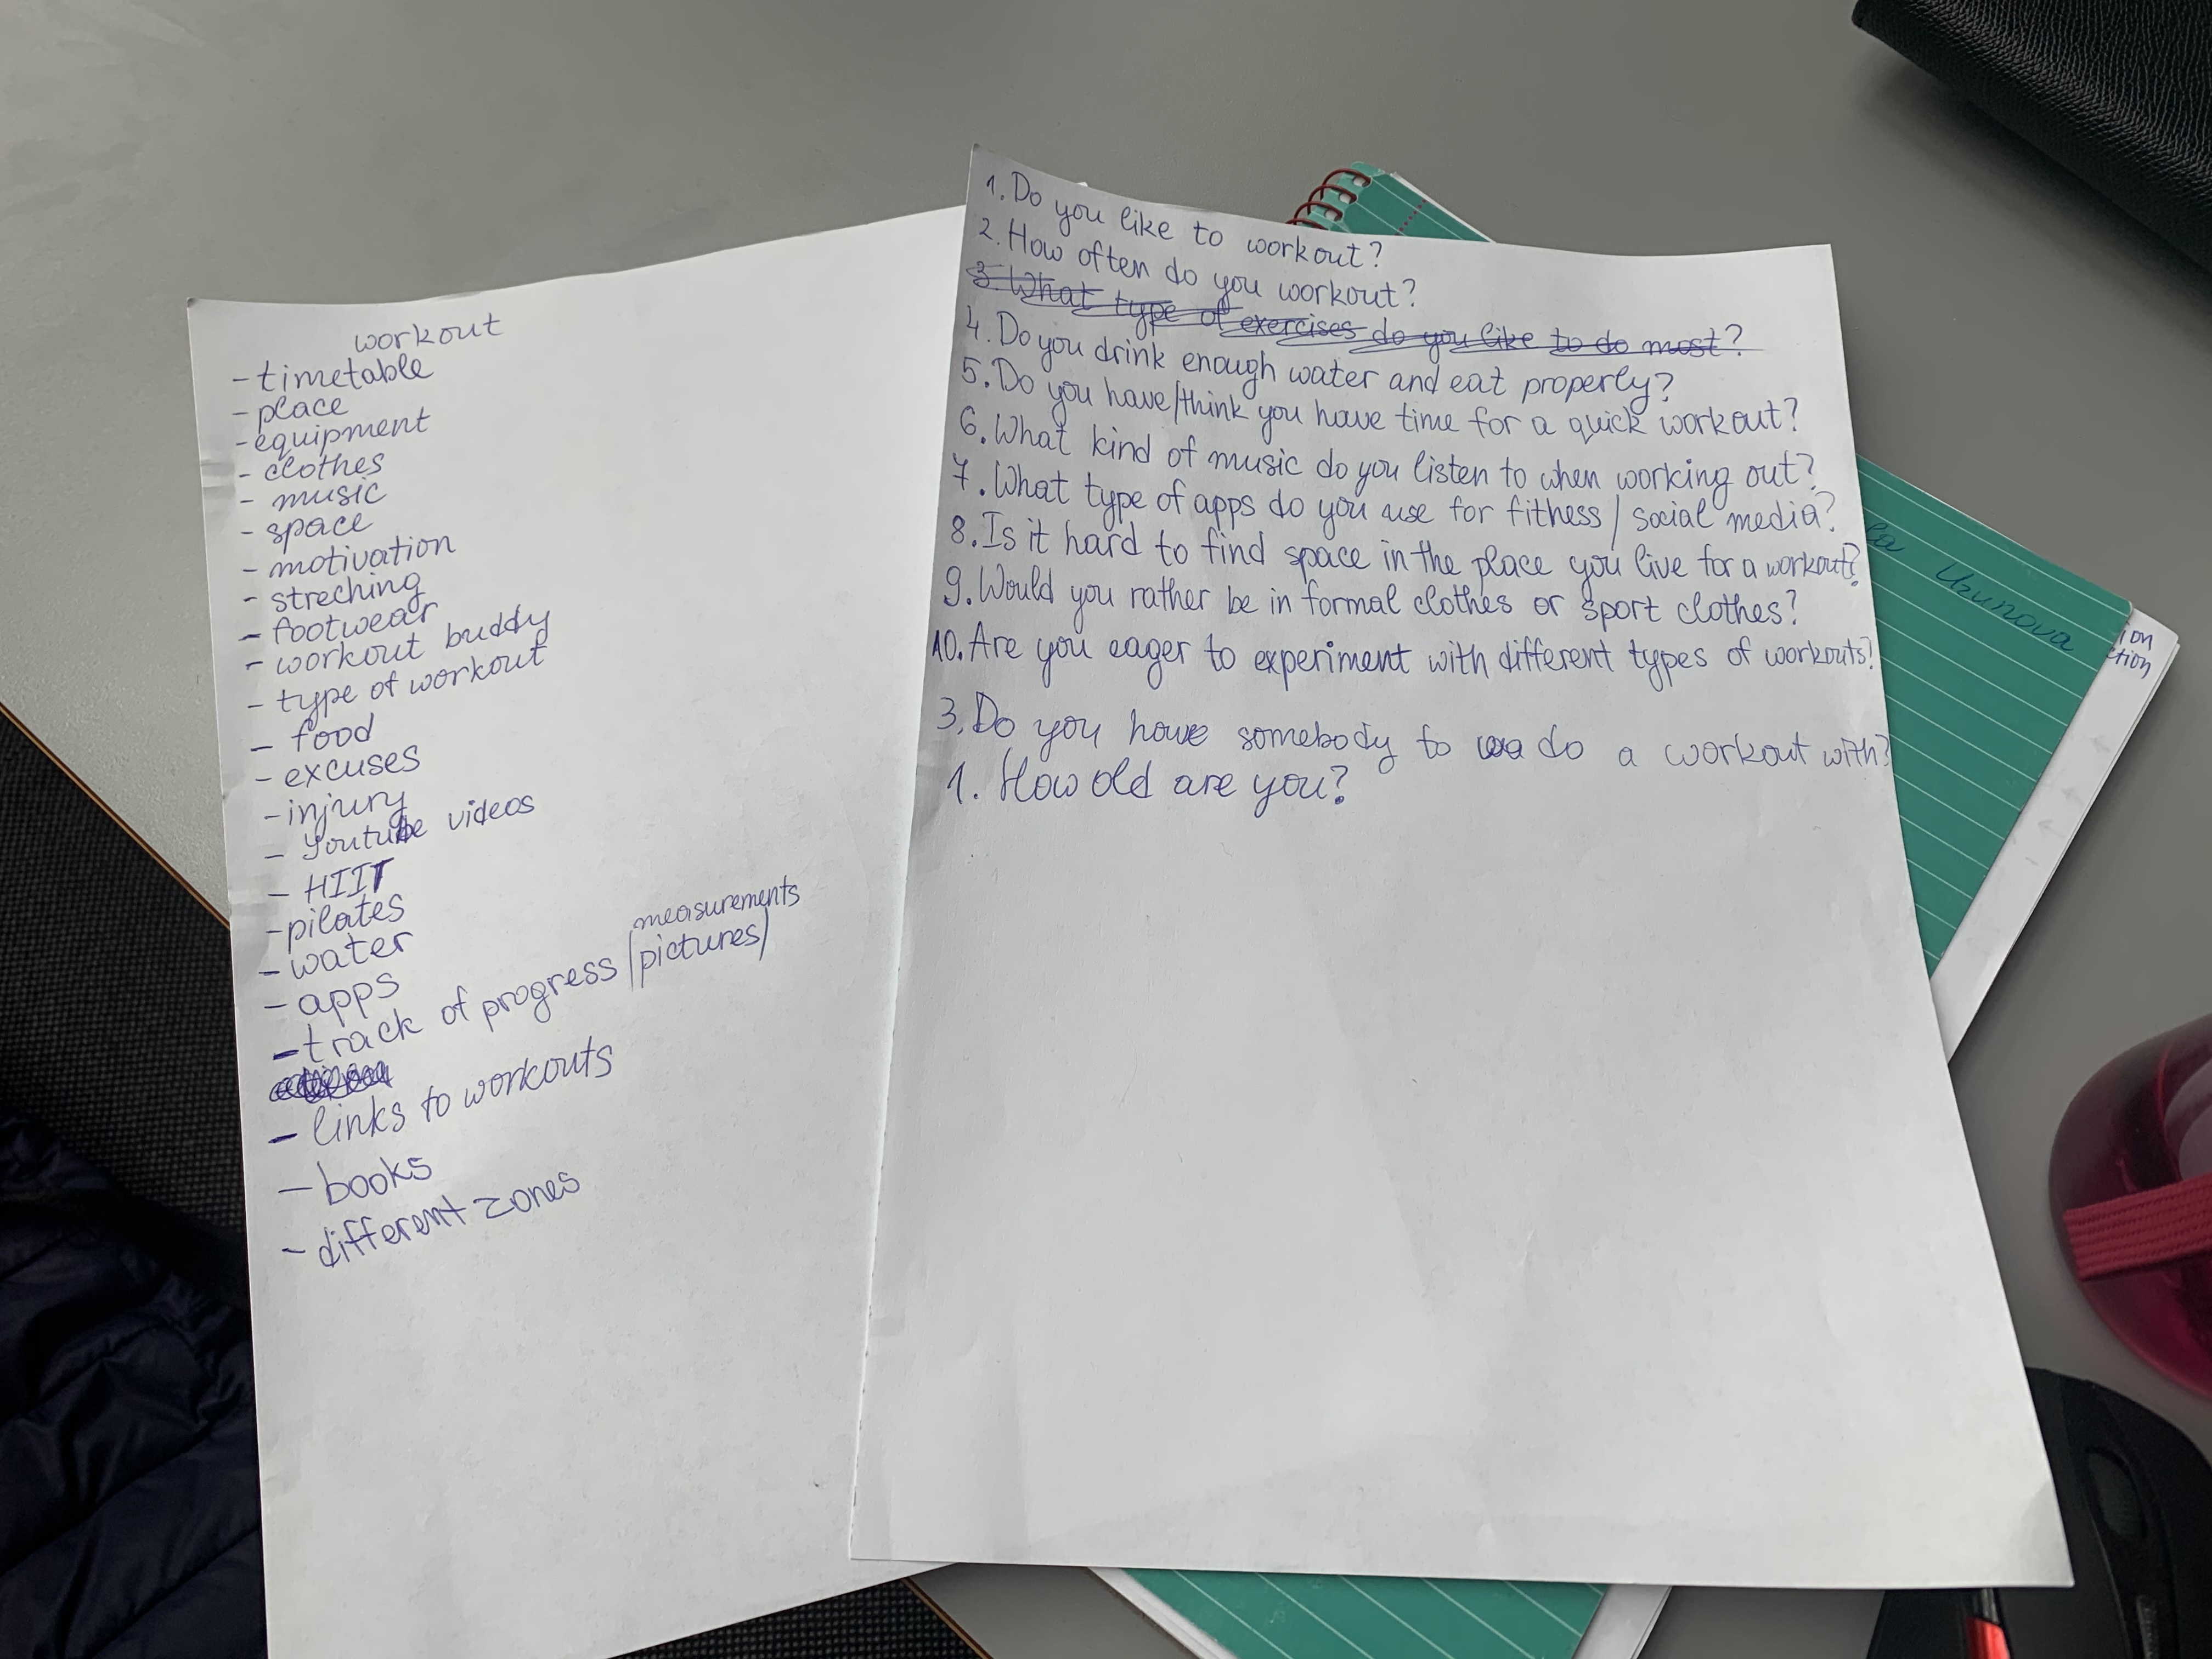 workout
- timetable
- place
- equipment
- clothes
- music
- space
- motivation
- streching
- footwear
- workout buddy
- type of workout
- food
- excuses
- injury
- Youtube videos
- HIIT
- pilates
- water
- apps
measurements
- track of progress /pictures/
- links to workouts
- books
- different zones
1. Do you like to workout?
2. How often do you workout?
3. What type of exercises do you like to do most?
4. Do you drink enough water and eat properly?
5. Do you have/think you have time for a quick workout?
6. What kind of music do you listen to when working out?
7. What type of apps do you use for fithess / social media?
8. Is it hard to find space in the place you live for a workout?
9. Would you rather be in formal clothes or sport clothes?
10. Are you eager to experiment with different types of workouts?
3. Do you have somebody to do a workout with?
1. How old are you?